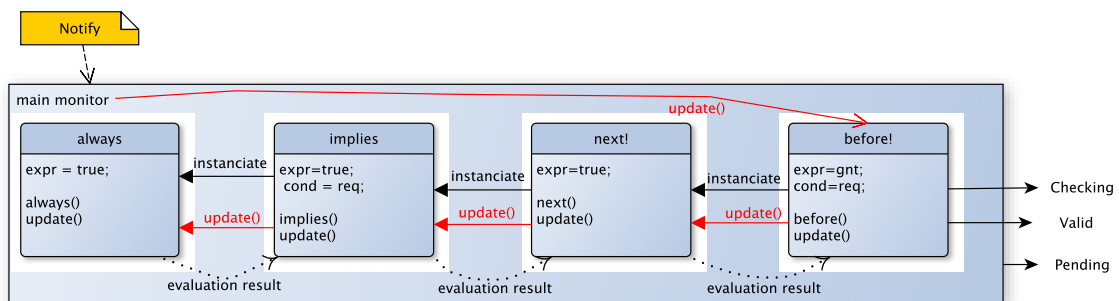 Notify
main monitor
update()
always
expr = true;
always()
update()
instanciate
update()
implies
expr=true;
cond = req;
implies()
update()
instanciate
update()
next!
expr=true;
next()
update()
instanciate
update()
before!
expr=gnt;
cond=req;
before()
update()
Checking
Valid
Pending
evaluation result
evaluation result
evaluation result